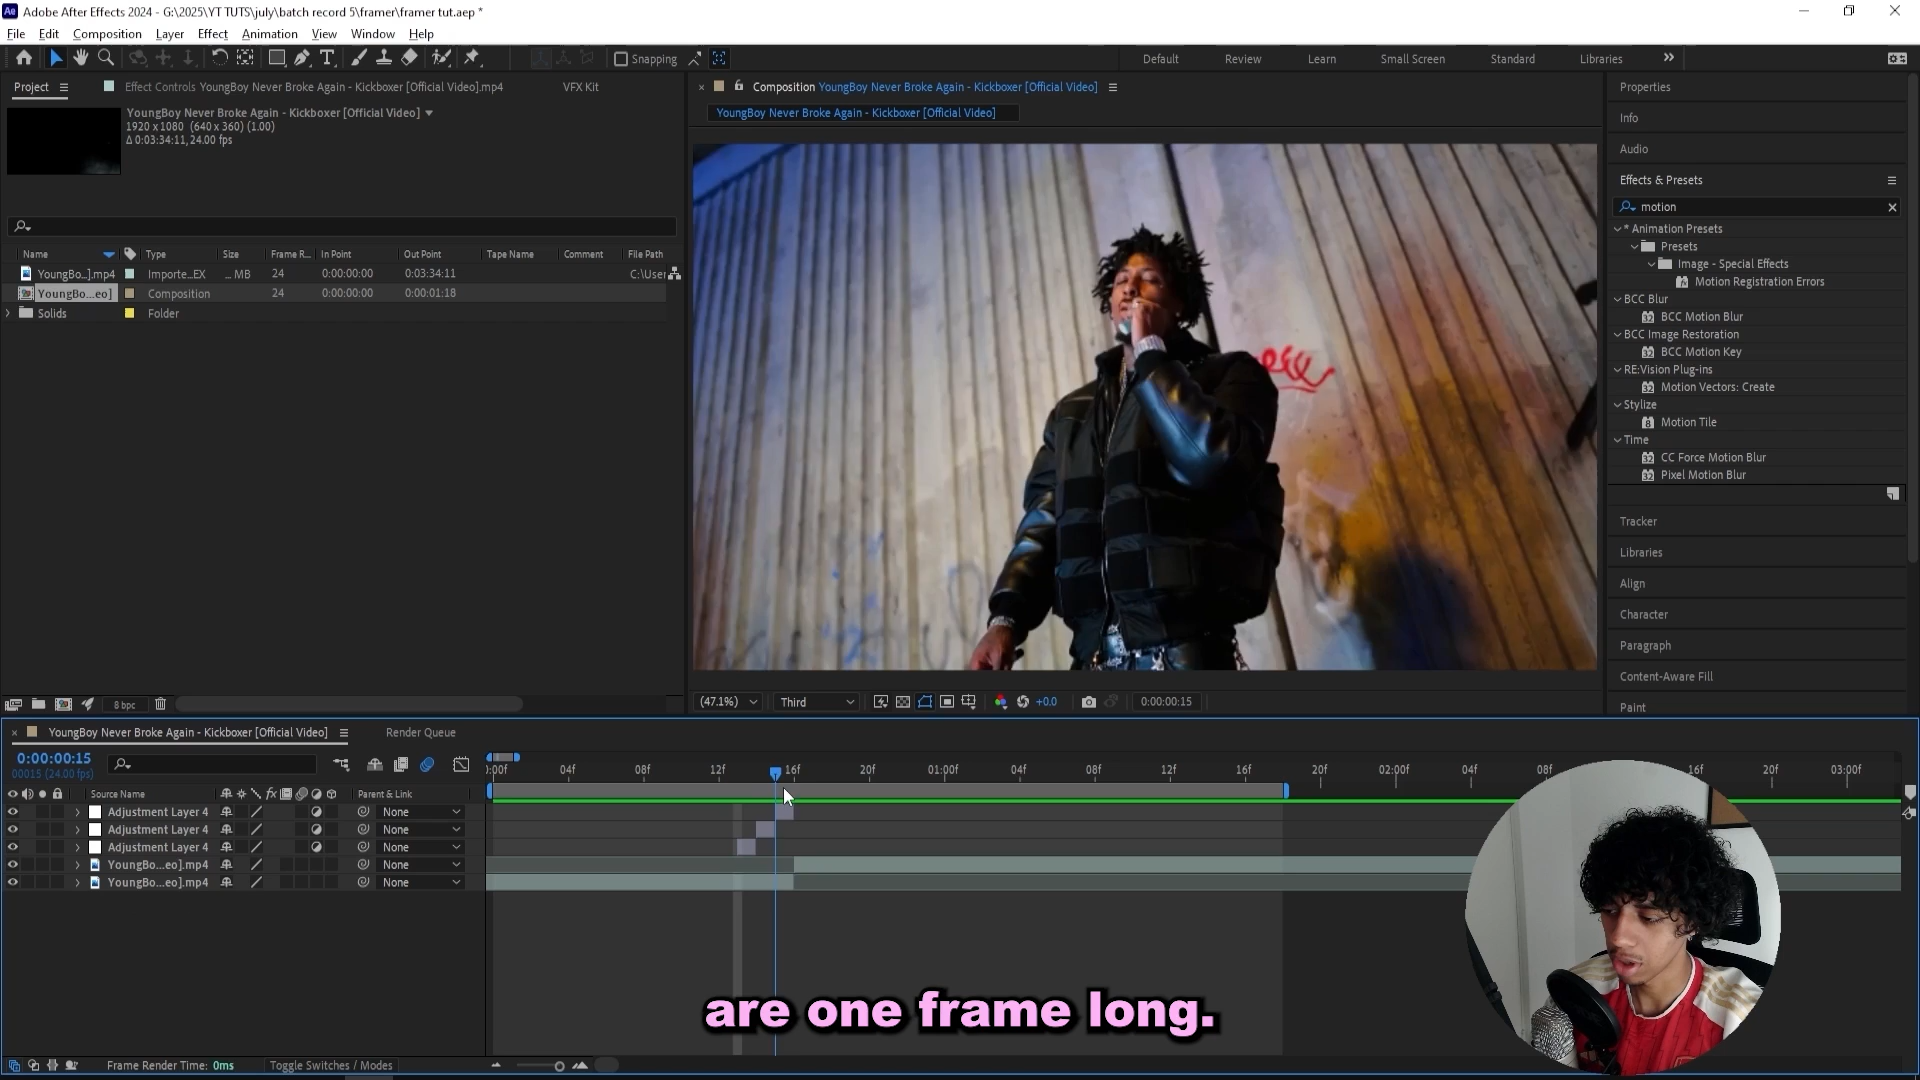 Ae Adobe After Effects 2024 - G:\2025\YT TUTS\july\batch record 5\framer\framer tut.aep *
File Edit Composition Layer Effect Animation View Window Help
Snapping
Default Review Learn Small Screen Standard Libraries
Project
Effect Controls YoungBoy Never Broke Again - Kickboxer [Official Video].mp4
VFX Kit
YoungBoy Never Broke Again - Kickboxer [Official Video]
1920 x 1080 (640 x 360) (1.00)
Δ 0:03:34:11, 24.00 fps
Name Type Size Frame R... In Point Out Point Tape Name Comment File Path
YoungBo...].mp4 Importe...EX ... MB 24 0:00:00:00 0:03:34:11 C:\User
YoungBo...eo] Composition 24 0:00:00:00 0:00:01:18
Solids Folder
8 bpc
Composition YoungBoy Never Broke Again - Kickboxer [Official Video]
YoungBoy Never Broke Again - Kickboxer [Official Video]
(47.1%) Third +0.0 0:00:00:15
Properties
Info
Audio
Effects & Presets
motion
* Animation Presets
Presets
Image - Special Effects
Motion Registration Errors
BCC Blur
BCC Motion Blur
BCC Image Restoration
BCC Motion Key
RE:Vision Plug-ins
Motion Vectors: Create
Stylize
Motion Tile
Time
CC Force Motion Blur
Pixel Motion Blur
Tracker
Libraries
Align
Character
Paragraph
Content-Aware Fill
Paint
YoungBoy Never Broke Again - Kickboxer [Official Video]
Render Queue
0:00:00:15
00015 (24.00 fps)
:00f 04f 08f 12f 16f 20f 01:00f 04f 08f 12f 16f 20f 02:00f 04f 08f 16f 20f 03:00f
Source Name fx Parent & Link
Adjustment Layer 4 None
Adjustment Layer 4 None
Adjustment Layer 4 None
YoungBo...eo].mp4 None
YoungBo...eo].mp4 None
are one frame long.
Frame Render Time: 0ms Toggle Switches / Modes